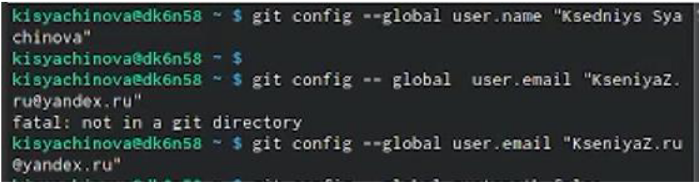 kisyachinova@dk6n58 ~ $ git config --global user.name "Ksedniys Sya
chinova"
kisyachinova@dk6n58 ~ $
kisyachinova@dk6n58 ~ $ git config -- global  user.email "KseniyaZ.
ru@yandex.ru"
fatal: not in a git directory
kisyachinova@dk6n58 ~ $ git config --global user.email "KseniyaZ.ru
@yandex.ru"